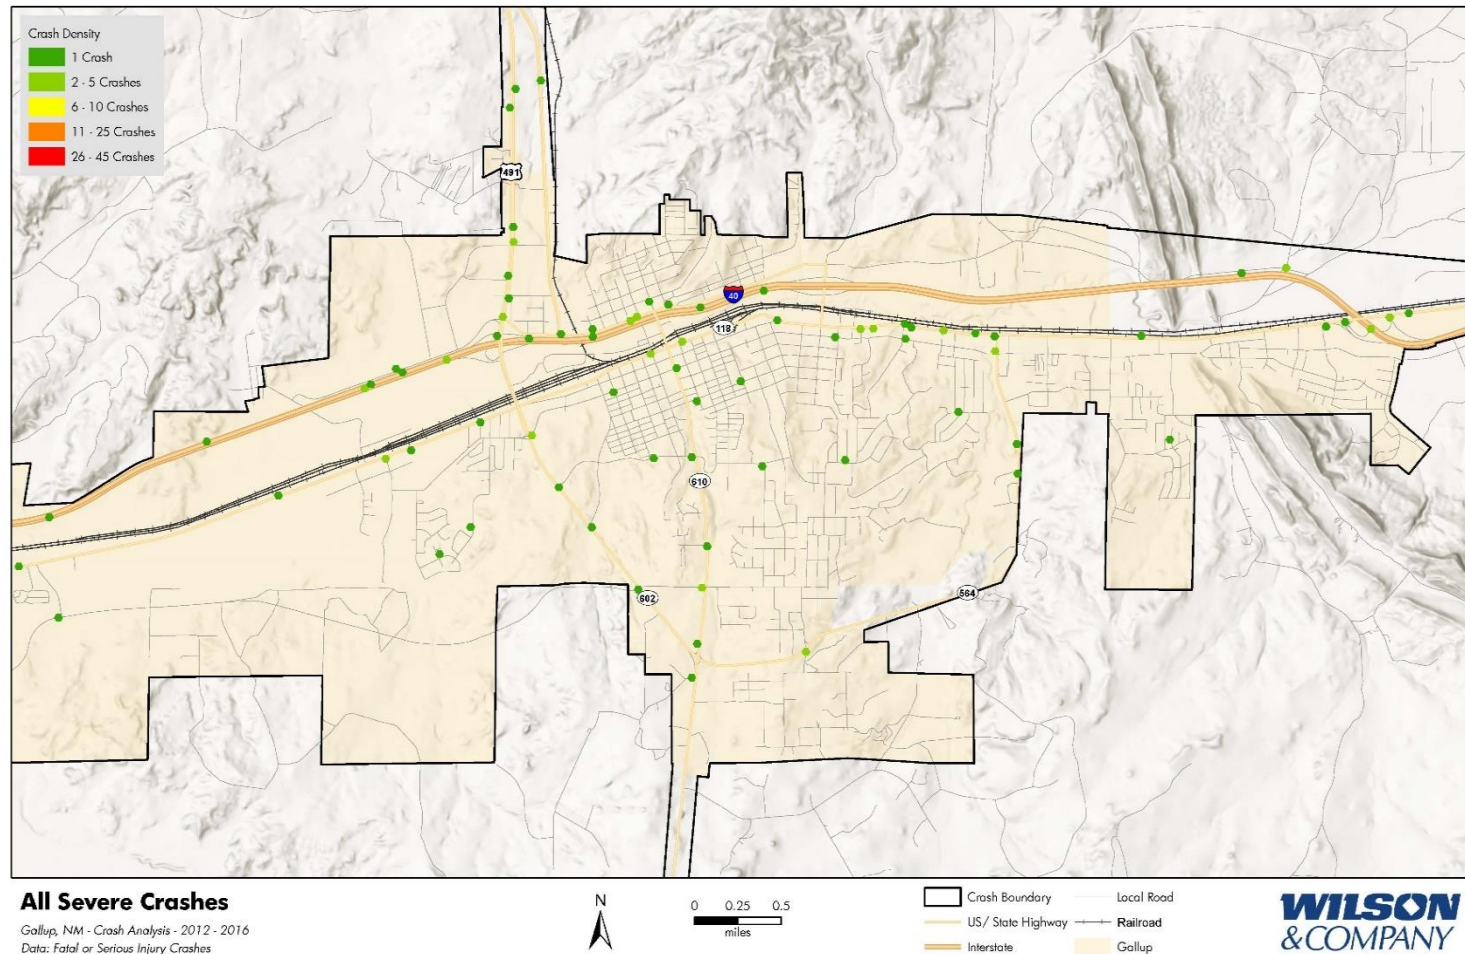 Crash Density
1 Crash
2 - 5 Crashes
6 - 10 Crashes
11 - 25 Crashes
26 - 45 Crashes
491
40
118
610
602
564
All Severe Crashes
Gallup, NM - Crash Analysis - 2012 - 2016
Data: Fatal or Serious Injury Crashes
N
0 0.25 0.5
miles
Crash Boundary
US/ State Highway
Interstate
Local Road
Railroad
Gallup
WILSON
&COMPANY